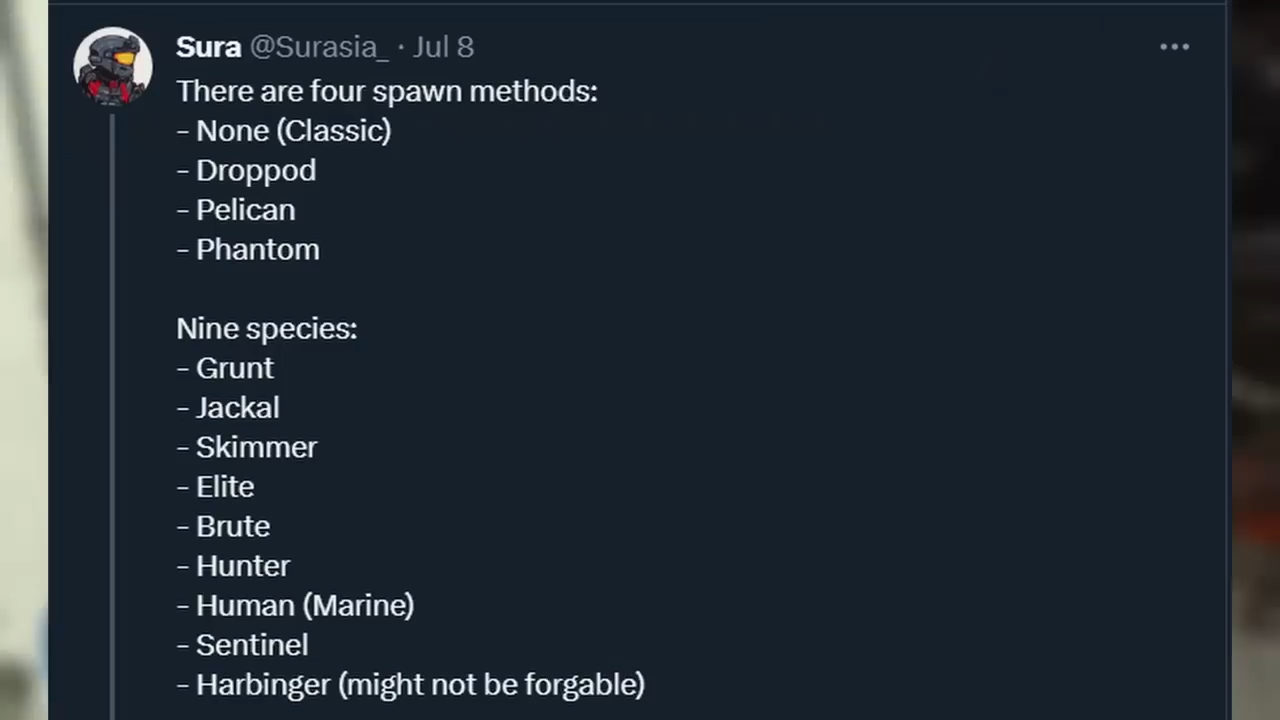 Sura @Surasia_ · Jul 8
There are four spawn methods:
- None (Classic)
- Droppod
- Pelican
- Phantom
Nine species:
- Grunt
- Jackal
- Skimmer
- Elite
- Brute
- Hunter
- Human (Marine)
- Sentinel
- Harbinger (might not be forgable)